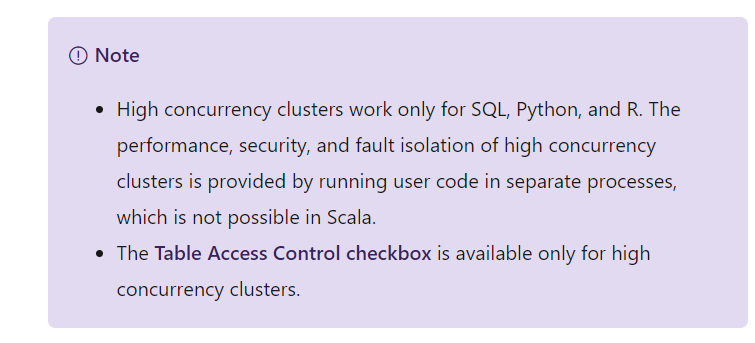 Note
• High concurrency clusters work only for SQL, Python, and R. The
performance, security, and fault isolation of high concurrency
clusters is provided by running user code in separate processes,
which is not possible in Scala.
• The Table Access Control checkbox is available only for high
concurrency clusters.